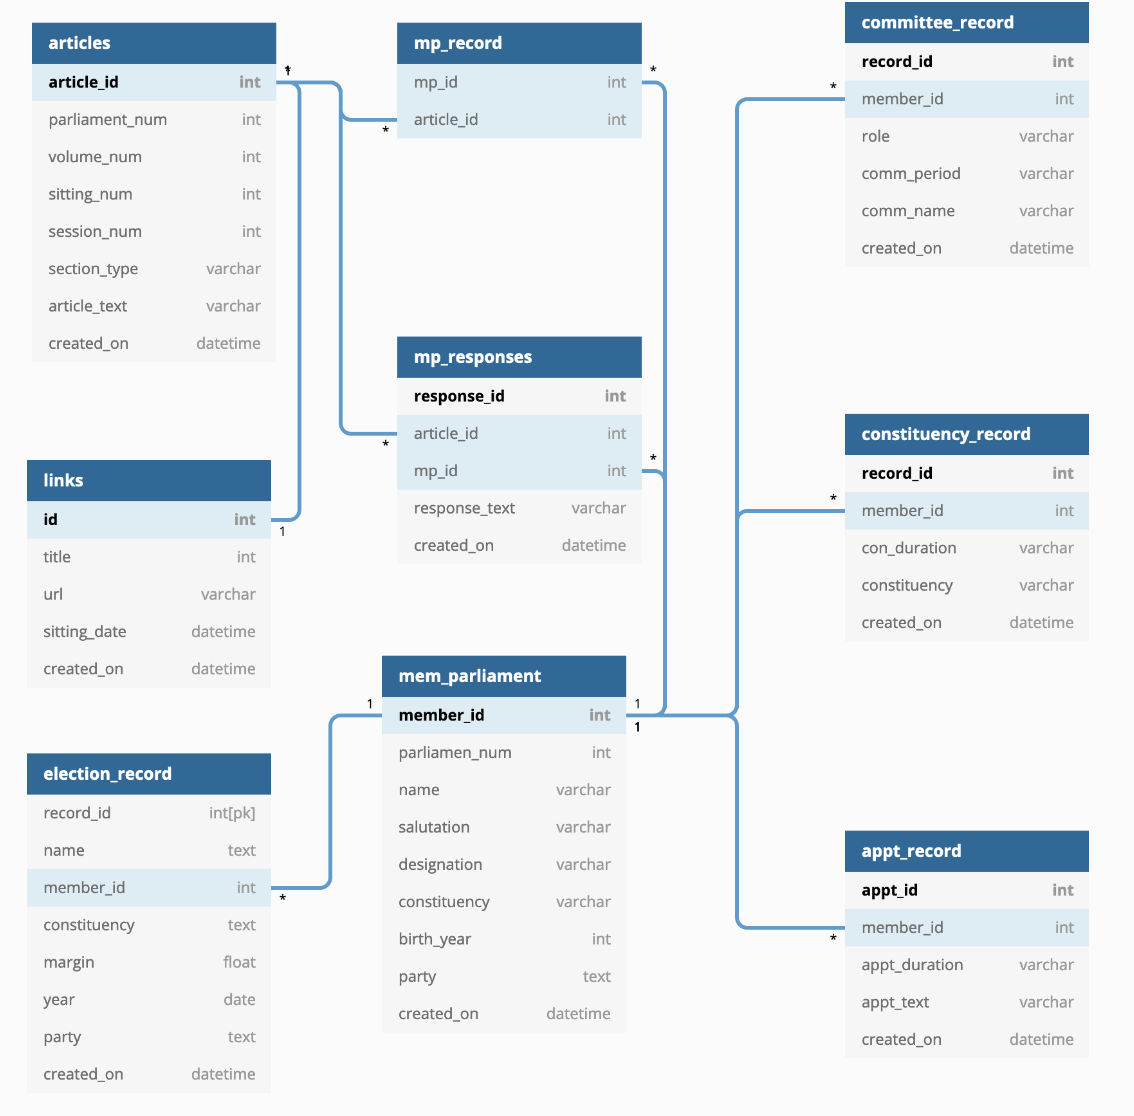 articles
article_id int
parliament_num int
volume_num int
sitting_num int
session_num int
section_type varchar
article_text varchar
created_on datetime
*
mp_record
mp_id int
article_id int
*
*
committee_record
record_id int
member_id int
role varchar
comm_period varchar
comm_name varchar
created_on datetime
*
mp_responses
response_id int
article_id int
mp_id int
response_text varchar
created_on datetime
*
*
constituency_record
record_id int
member_id int
con_duration varchar
constituency varchar
created_on datetime
*
links
id int
title int
url varchar
sitting_date datetime
created_on datetime
1
mem_parliament
member_id int
parliamen_num int
name varchar
salutation varchar
designation varchar
constituency varchar
birth_year int
party text
created_on datetime
1
1
1
election_record
record_id int[pk]
name text
member_id int
constituency text
margin float
year date
party text
created_on datetime
*
appt_record
appt_id int
member_id int
appt_duration varchar
appt_text varchar
created_on datetime
*